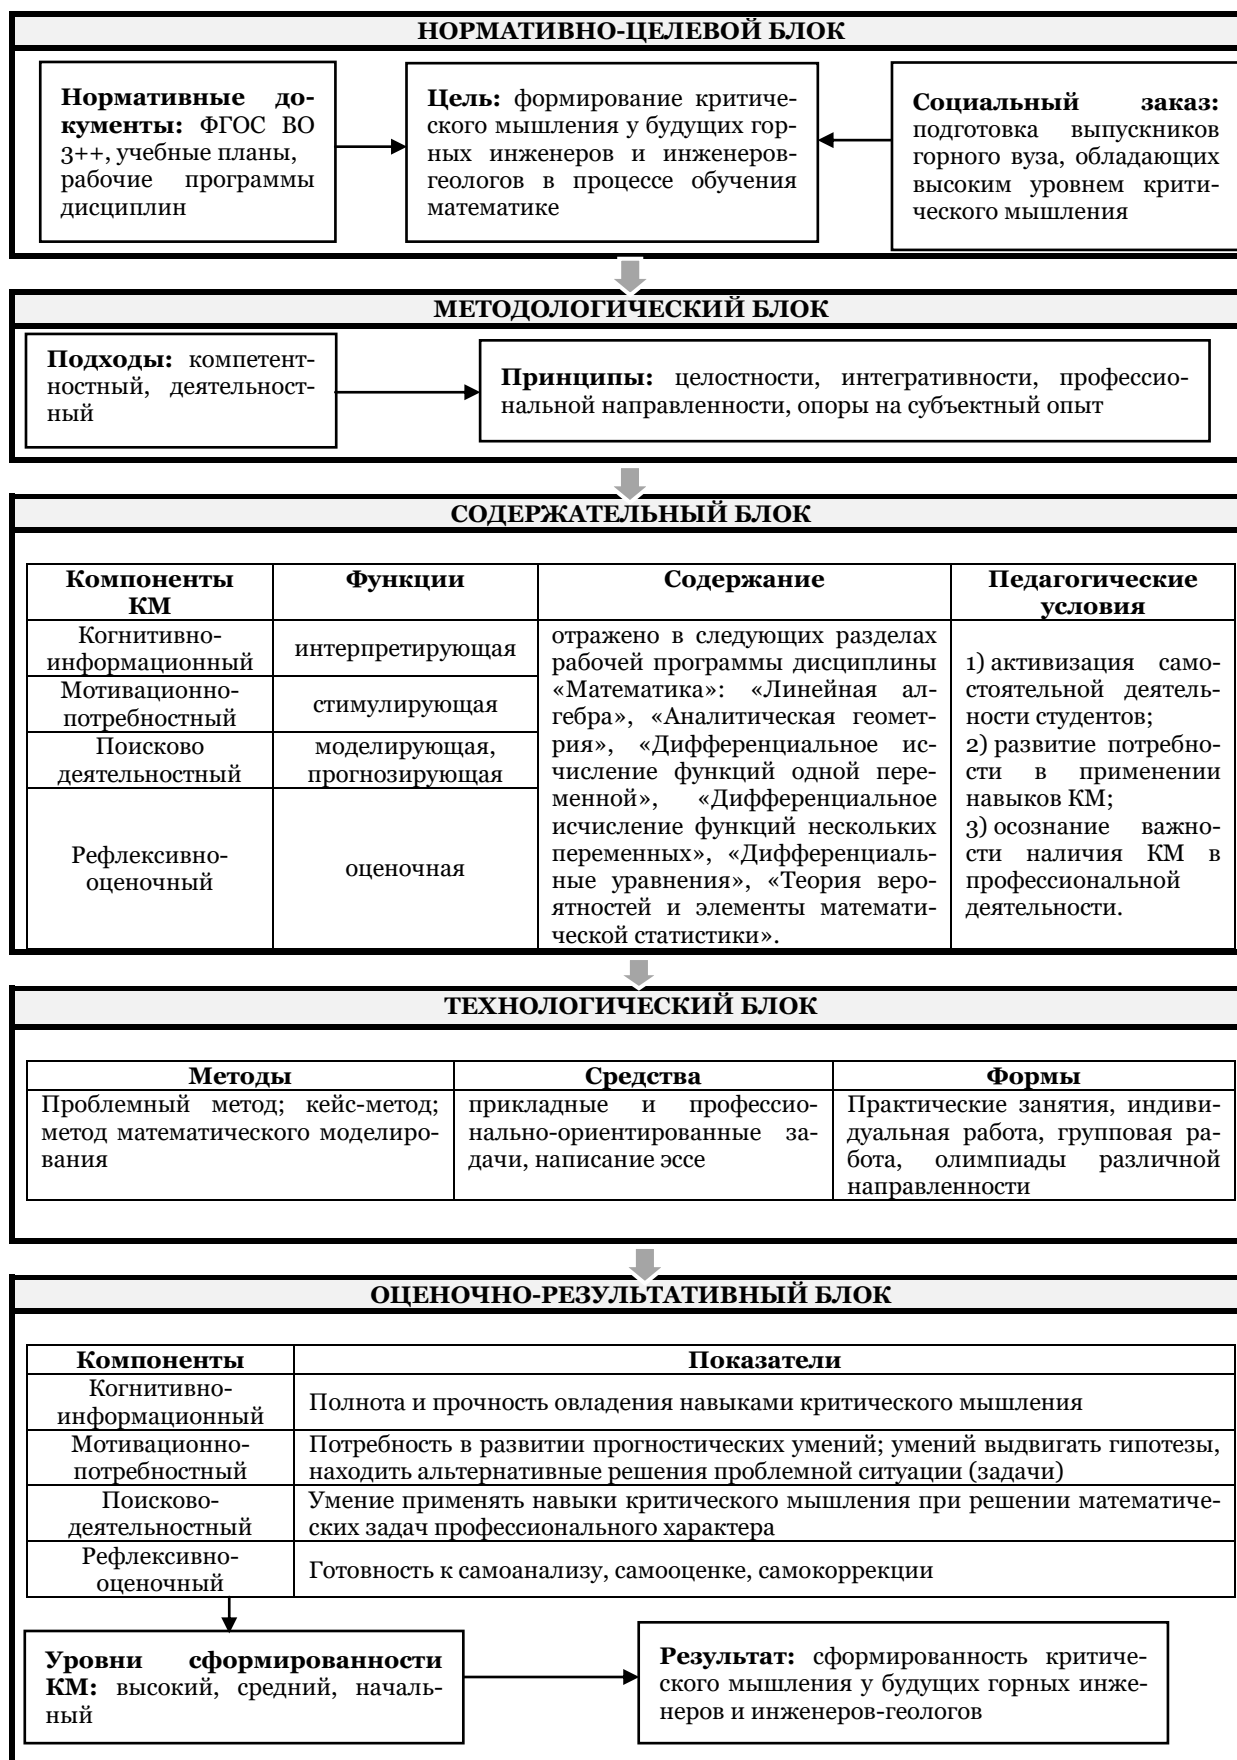 НОРМАТИВНО-ЦЕЛЕВОЙ БЛОК
Нормативные до-
кументы: ФГОС ВО
3++, учебные планы,
рабочие программы
дисциплин
Цель: формирование критиче-
ского мышления у будущих гор-
ных инженеров и инженеров-
геологов в процессе обучения
математике
Социальный заказ:
подготовка выпускников
горного вуза, обладающих
высоким уровнем крити-
ческого мышления
МЕТОДОЛОГИЧЕСКИЙ БЛОК
Подходы: компетент-
ностный, деятельност-
ный
Принципы: целостности, интегративности, профессио-
нальной направленности, опоры на субъектный опыт
СОДЕРЖАТЕЛЬНЫЙ БЛОК
Компоненты
КМ
Функции
Содержание
Педагогические
условия
Когнитивно-
информационный
интерпретирующая
Мотивационно-
потребностный
стимулирующая
Поисково
деятельностный
моделирующая,
прогнозирующая
Рефлексивно-
оценочный
оценочная
отражено в следующих разделах
рабочей программы дисциплины
«Математика»: «Линейная ал-
гебра», «Аналитическая геомет-
рия», «Дифференциальное ис-
числение функций одной пере-
менной», «Дифференциальное
исчисление функций нескольких
переменных», «Дифференциаль-
ные уравнения», «Теория веро-
ятностей и элементы математи-
ческой статистики».
1) активизация само-
стоятельной деятель-
ности студентов;
2) развитие потребно-
сти в применении
навыков КМ;
3) осознание важно-
сти наличия КМ в
профессиональной
деятельности.
ТЕХНОЛОГИЧЕСКИЙ БЛОК
Методы
Средства
Формы
Проблемный метод; кейс-метод;
метод математического моделиро-
вания
прикладные и профессио-
нально-ориентированные за-
дачи, написание эссе
Практические занятия, индиви-
дуальная работа, групповая ра-
бота, олимпиады различной
направленности
ОЦЕНОЧНО-РЕЗУЛЬТАТИВНЫЙ БЛОК
Компоненты
Показатели
Когнитивно-
информационный
Полнота и прочность овладения навыками критического мышления
Мотивационно-
потребностный
Потребность в развитии прогностических умений; умений выдвигать гипотезы,
находить альтернативные решения проблемной ситуации (задачи)
Поисково-
деятельностный
Умение применять навыки критического мышления при решении математиче-
ских задач профессионального характера
Рефлексивно-
оценочный
Готовность к самоанализу, самооценке, самокоррекции
Уровни сформированности
КМ: высокий, средний, началь-
ный
Результат: сформированность критиче-
ского мышления у будущих горных инже-
неров и инженеров-геологов